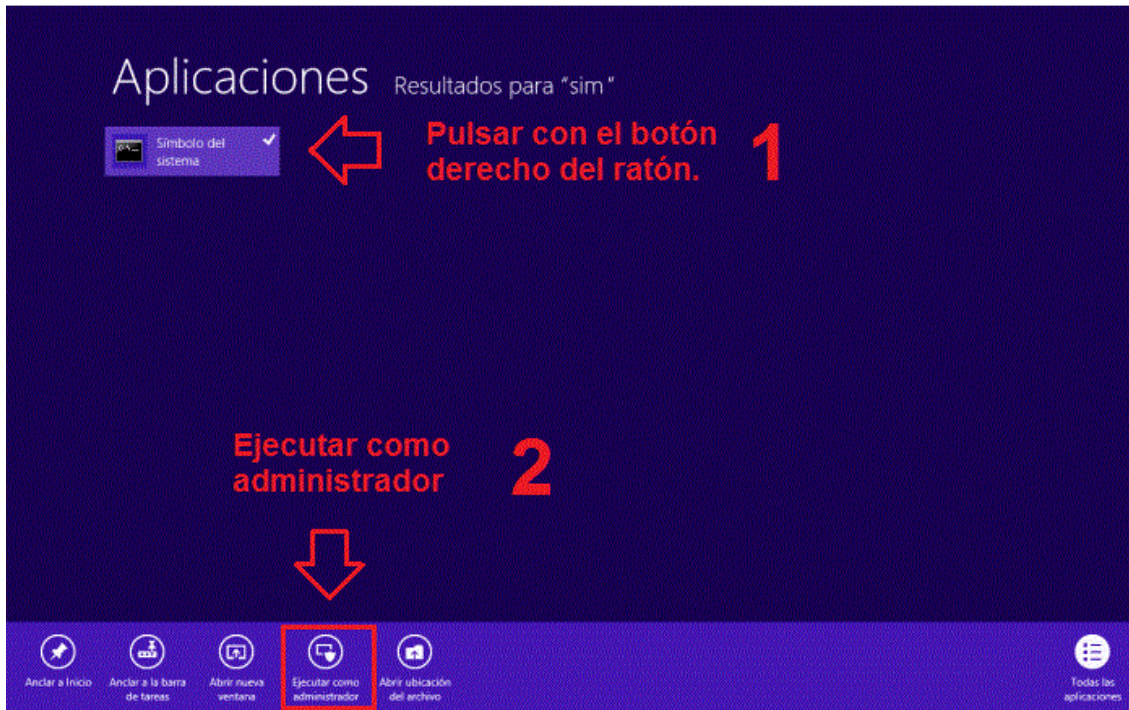 Aplicaciones Resultados para "sim"
Símbolo del
sistema
Pulsar con el botón
derecho del ratón.
1
Ejecutar como
administrador
2
Anclar a Inicio
Anclar a la barra
de tareas
Abrir nueva
ventana
Ejecutar como
administrador
Abrir ubicación
del archivo
Todas las
aplicaciones